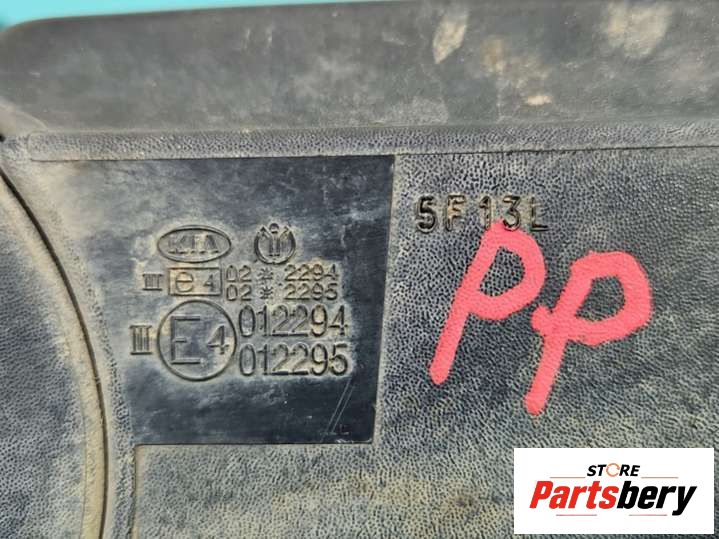 5F13L
PP
KIA
III e4 02 * 2294
02 * 2295
III E4 012294
012295
STORE
Partsbery